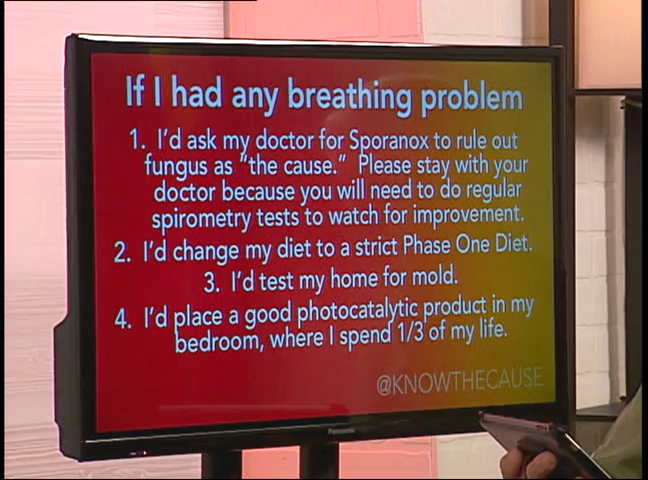 If I had any breathing problem
1. I'd ask my doctor for Sporanox to rule out
fungus as "the cause." Please stay with your
doctor because you will need to do regular
spirometry tests to watch for improvement.
2. I'd change my diet to a strict Phase One Diet.
3. I'd test my home for mold.
4. I'd place a good photocatalytic product in my
bedroom, where I spend 1/3 of my life.
@KNOWTHECAUSE
Panasonic